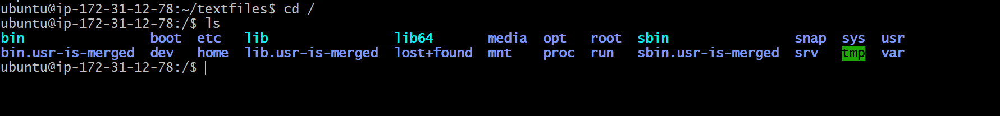 ubuntu@ip-172-31-12-78:~/textfiles$ cd /
ubuntu@ip-172-31-12-78:/$ ls
bin                boot  etc   lib                lib64       media  opt   root  sbin                snap  sys  usr
bin.usr-is-merged  dev   home  lib.usr-is-merged  lost+found  mnt    proc  run   sbin.usr-is-merged  srv   tmp  var
ubuntu@ip-172-31-12-78:/$